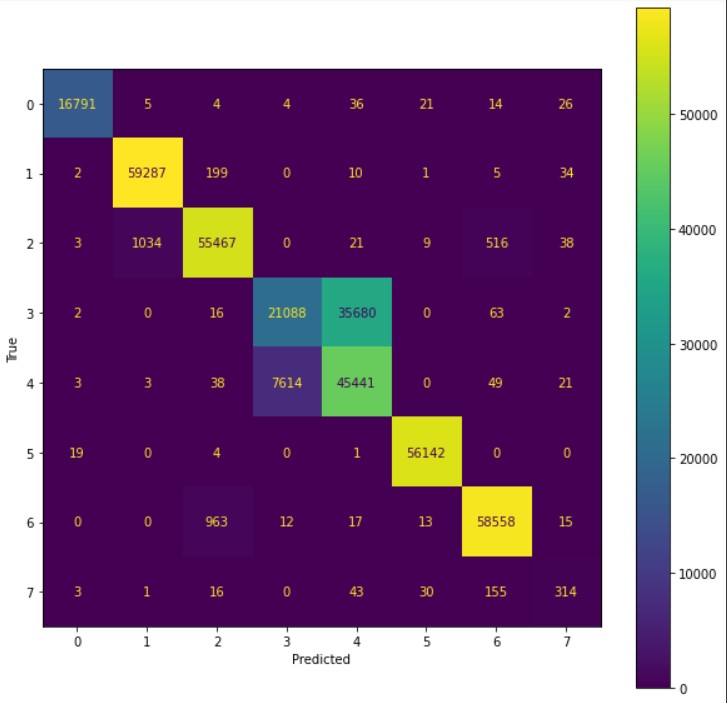 0 16791 5 4 4 36 21 14 26
1 2 59287 199 0 10 1 5 34
2 3 1034 55467 0 21 9 516 38
3 2 0 16 21088 35680 0 63 2
4 3 3 38 7614 45441 0 49 21
5 19 0 4 0 1 56142 0 0
6 0 0 963 12 17 13 58558 15
7 3 1 16 0 43 30 155 314
0 1 2 3 4 5 6 7
Predicted
True
50000
40000
30000
20000
10000
0